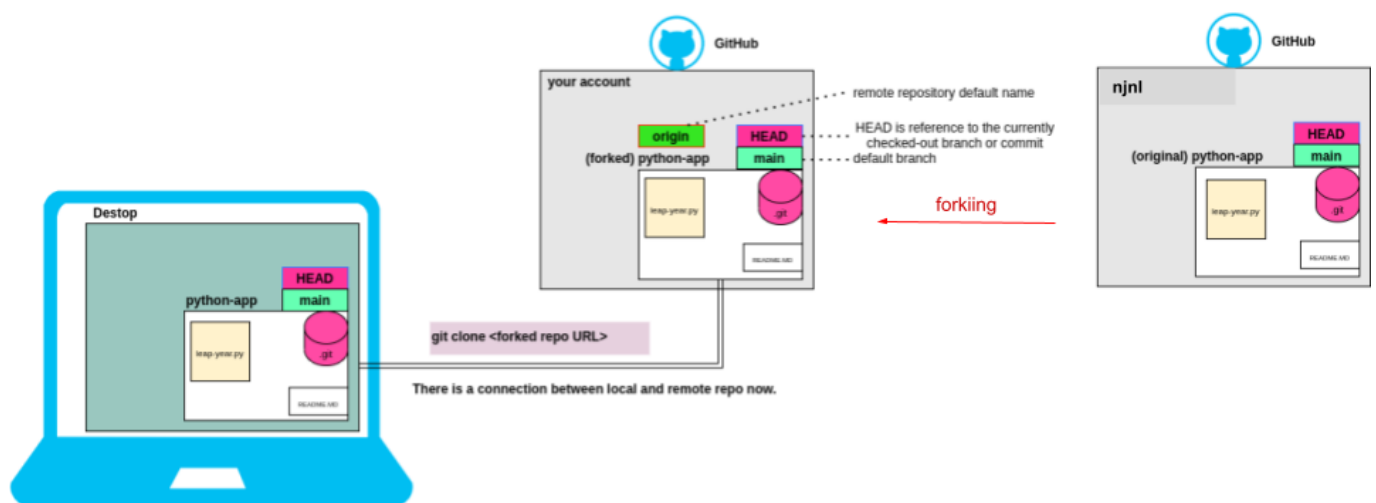 GitHub
your account
origin
HEAD
(forked) python-app
main
leap-year.py
.git
README.MD
remote repository default name
HEAD is reference to the currently
checked-out branch or commit
default branch
forkiing
GitHub
njnl
HEAD
(original) python-app
main
leap-year.py
.git
README.MD
Destop
HEAD
python-app
main
leap-year.py
.git
README.MD
git clone <forked repo URL>
There is a connection between local and remote repo now.